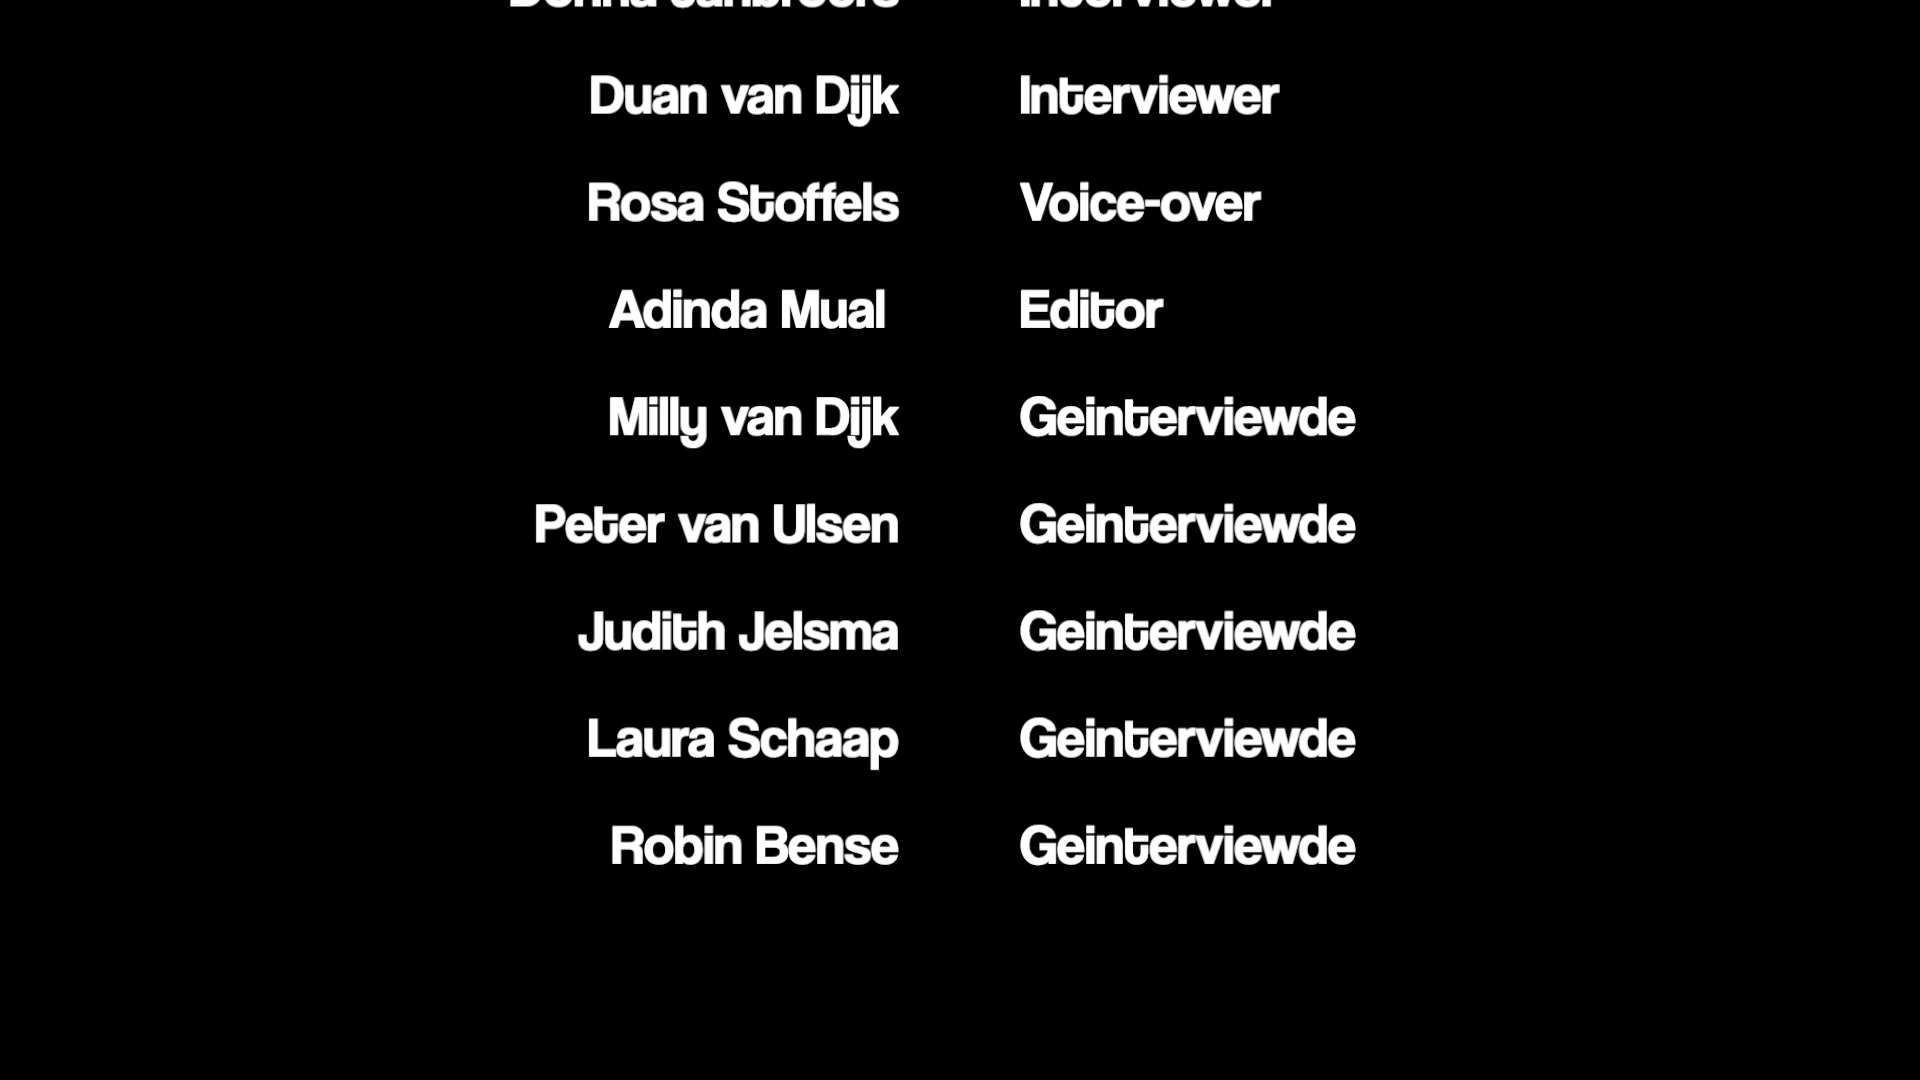 Interviewer
Duan van Dijk Interviewer
Rosa Stoffels Voice-over
Adinda Mual Editor
Milly van Dijk Geinterviewde
Peter van Ulsen Geinterviewde
Judith Jelsma Geinterviewde
Laura Schaap Geinterviewde
Robin Bense Geinterviewde